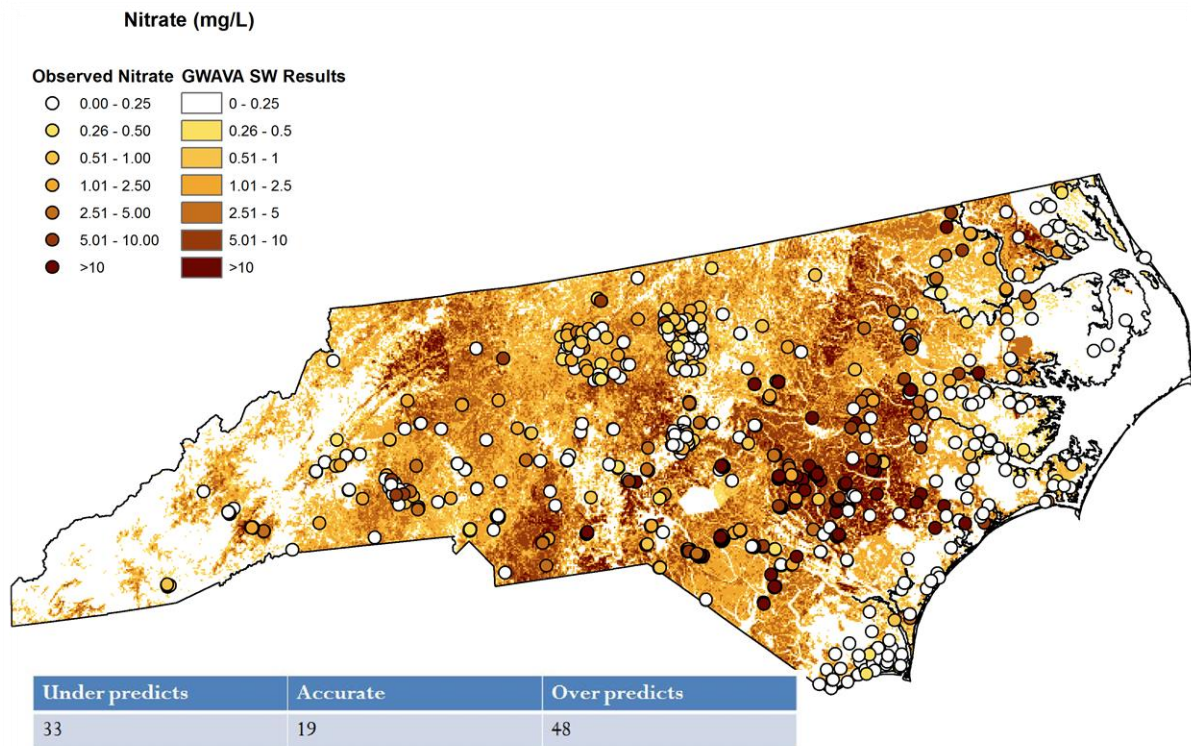 Nitrate (mg/L)
Observed Nitrate GWAVA SW Results
0.00 - 0.25 0 - 0.25
0.26 - 0.50 0.26 - 0.5
0.51 - 1.00 0.51 - 1
1.01 - 2.50 1.01 - 2.5
2.51 - 5.00 2.51 - 5
5.01 - 10.00 5.01 - 10
>10 >10
Under predicts Accurate Over predicts
33 19 48